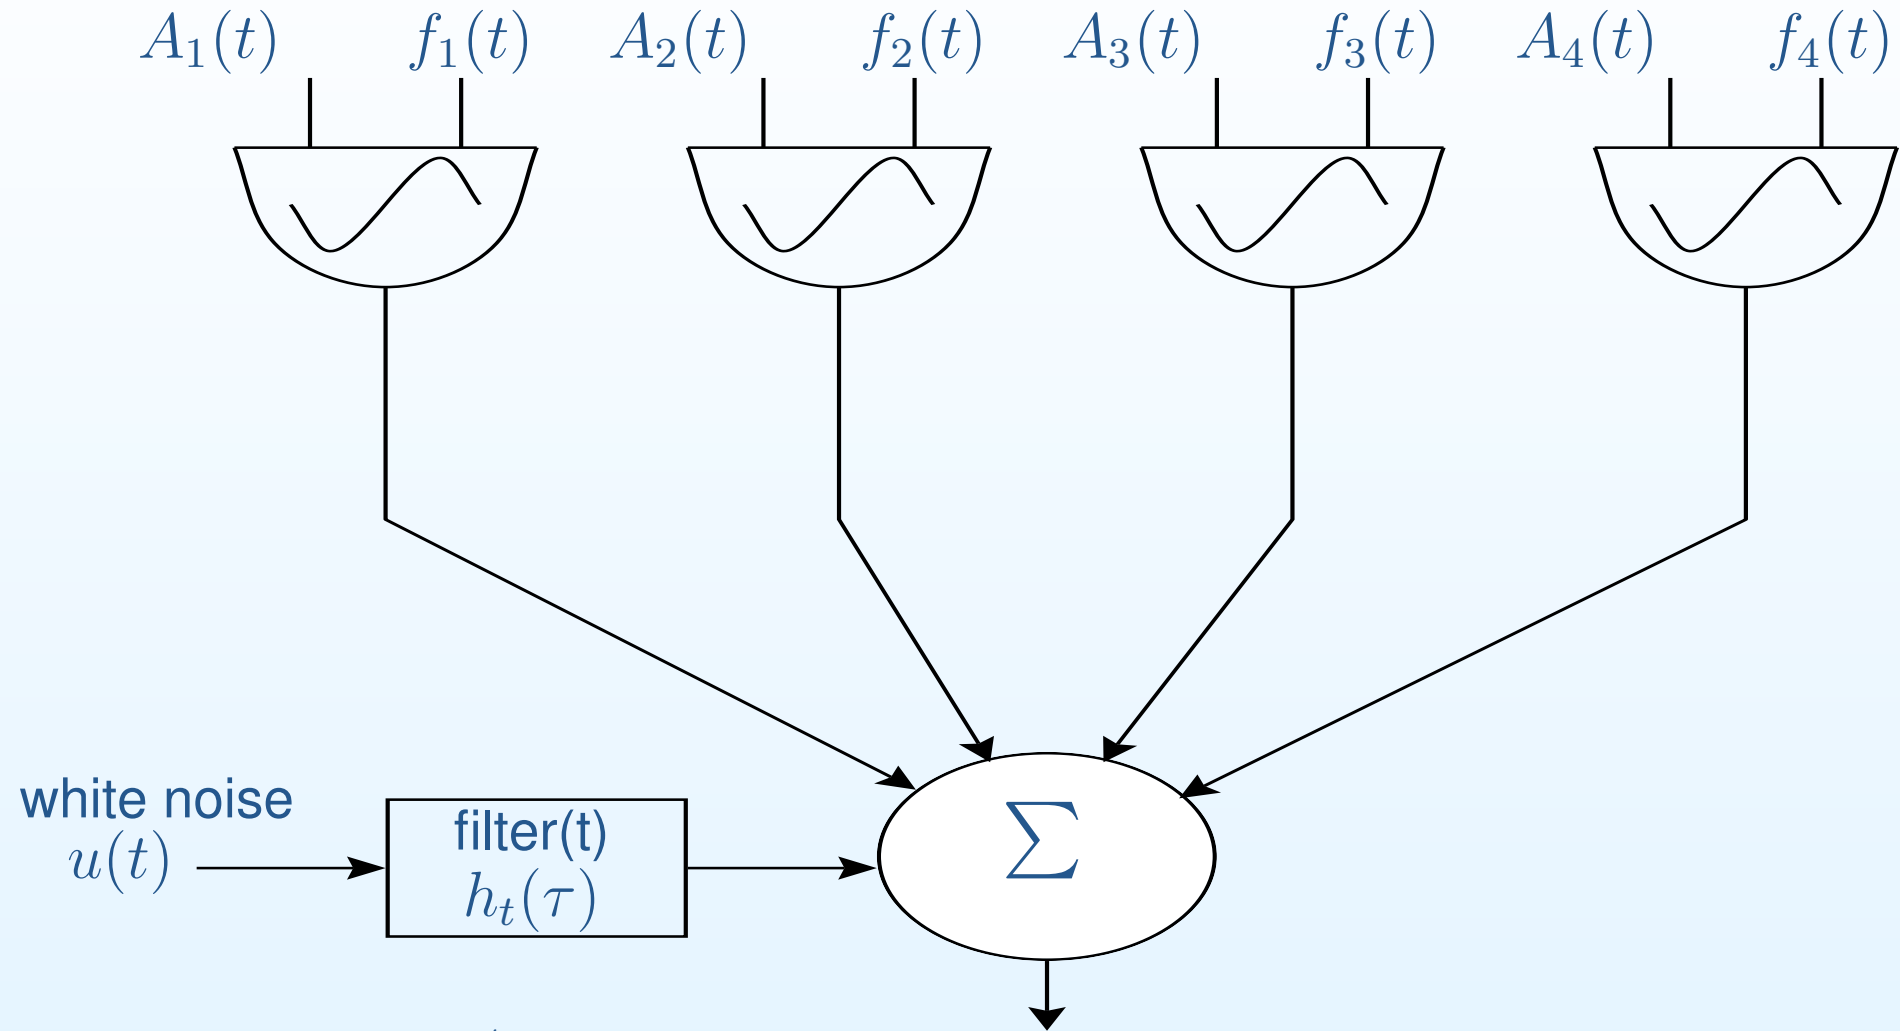 A₁(t) f₁(t) A₂(t) f₂(t) A₃(t) f₃(t) A₄(t) f₄(t)
white noise
u(t)
filter(t)
hₜ(τ)
∑